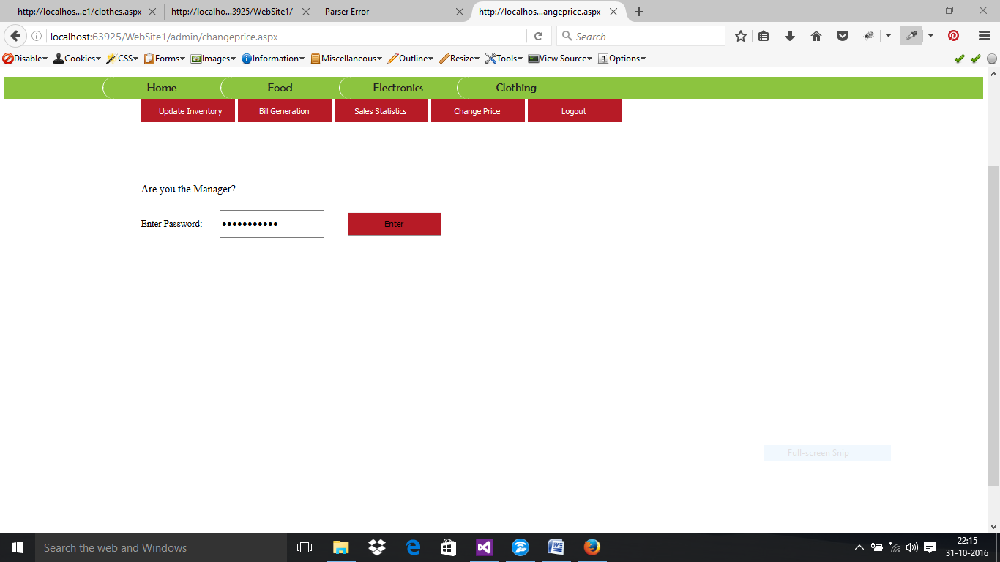 http://localhos...e1/clothes.aspx http://localho...3925/WebSite1/ Parser Error http://localhos...angeprice.aspx
localhost:63925/WebSite1/admin/changeprice.aspx Search
Disable Cookies CSS Forms Images Information Miscellaneous Outline Resize Tools View Source Options
Home Food Electronics Clothing
Update Inventory Bill Generation Sales Statistics Change Price Logout
Are you the Manager?
Enter Password: ••••••••••• Enter
Full-screen Snip
Search the web and Windows
22:15
31-10-2016